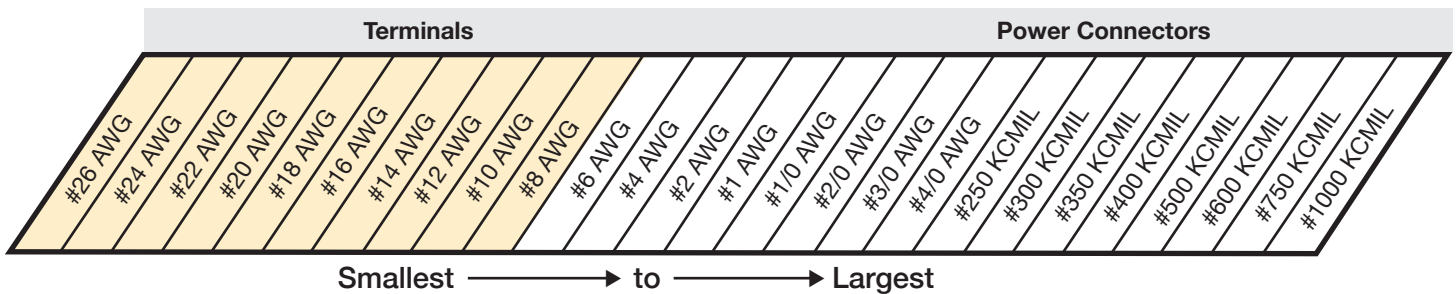 Terminals
Power Connectors
#26 AWG
#24 AWG
#22 AWG
#20 AWG
#18 AWG
#16 AWG
#14 AWG
#12 AWG
#10 AWG
#8 AWG
#6 AWG
#4 AWG
#2 AWG
#1 AWG
#1/0 AWG
#2/0 AWG
#3/0 AWG
#4/0 AWG
#250 KCMIL
#300 KCMIL
#350 KCMIL
#400 KCMIL
#500 KCMIL
#600 KCMIL
#750 KCMIL
#1000 KCMIL
Smallest to Largest